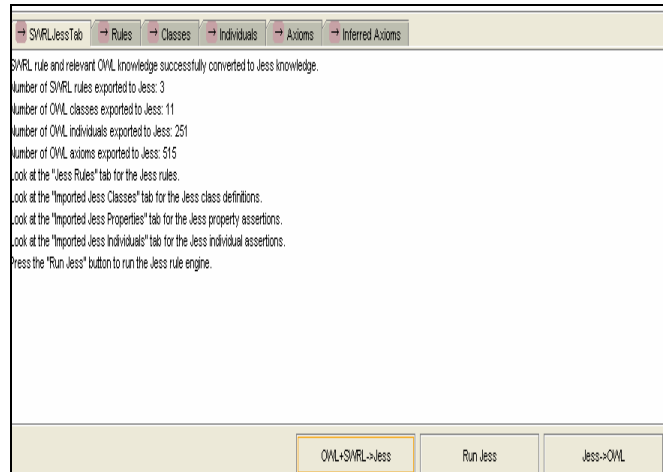 SWRLJessTab Rules Classes Individuals Axioms Inferred Axioms
SWRL rule and relevant OWL knowledge successfully converted to Jess knowledge.
Number of SWRL rules exported to Jess: 3
Number of OWL classes exported to Jess: 11
Number of OWL individuals exported to Jess: 251
Number of OWL axioms exported to Jess: 515
Look at the "Jess Rules" tab for the Jess rules.
Look at the "Imported Jess Classes" tab for the Jess class definitions.
Look at the "Imported Jess Properties" tab for the Jess property assertions.
Look at the "Imported Jess Individuals" tab for the Jess individual assertions.
Press the "Run Jess" button to run the Jess rule engine.
OWL+SWRL->Jess Run Jess Jess->OWL